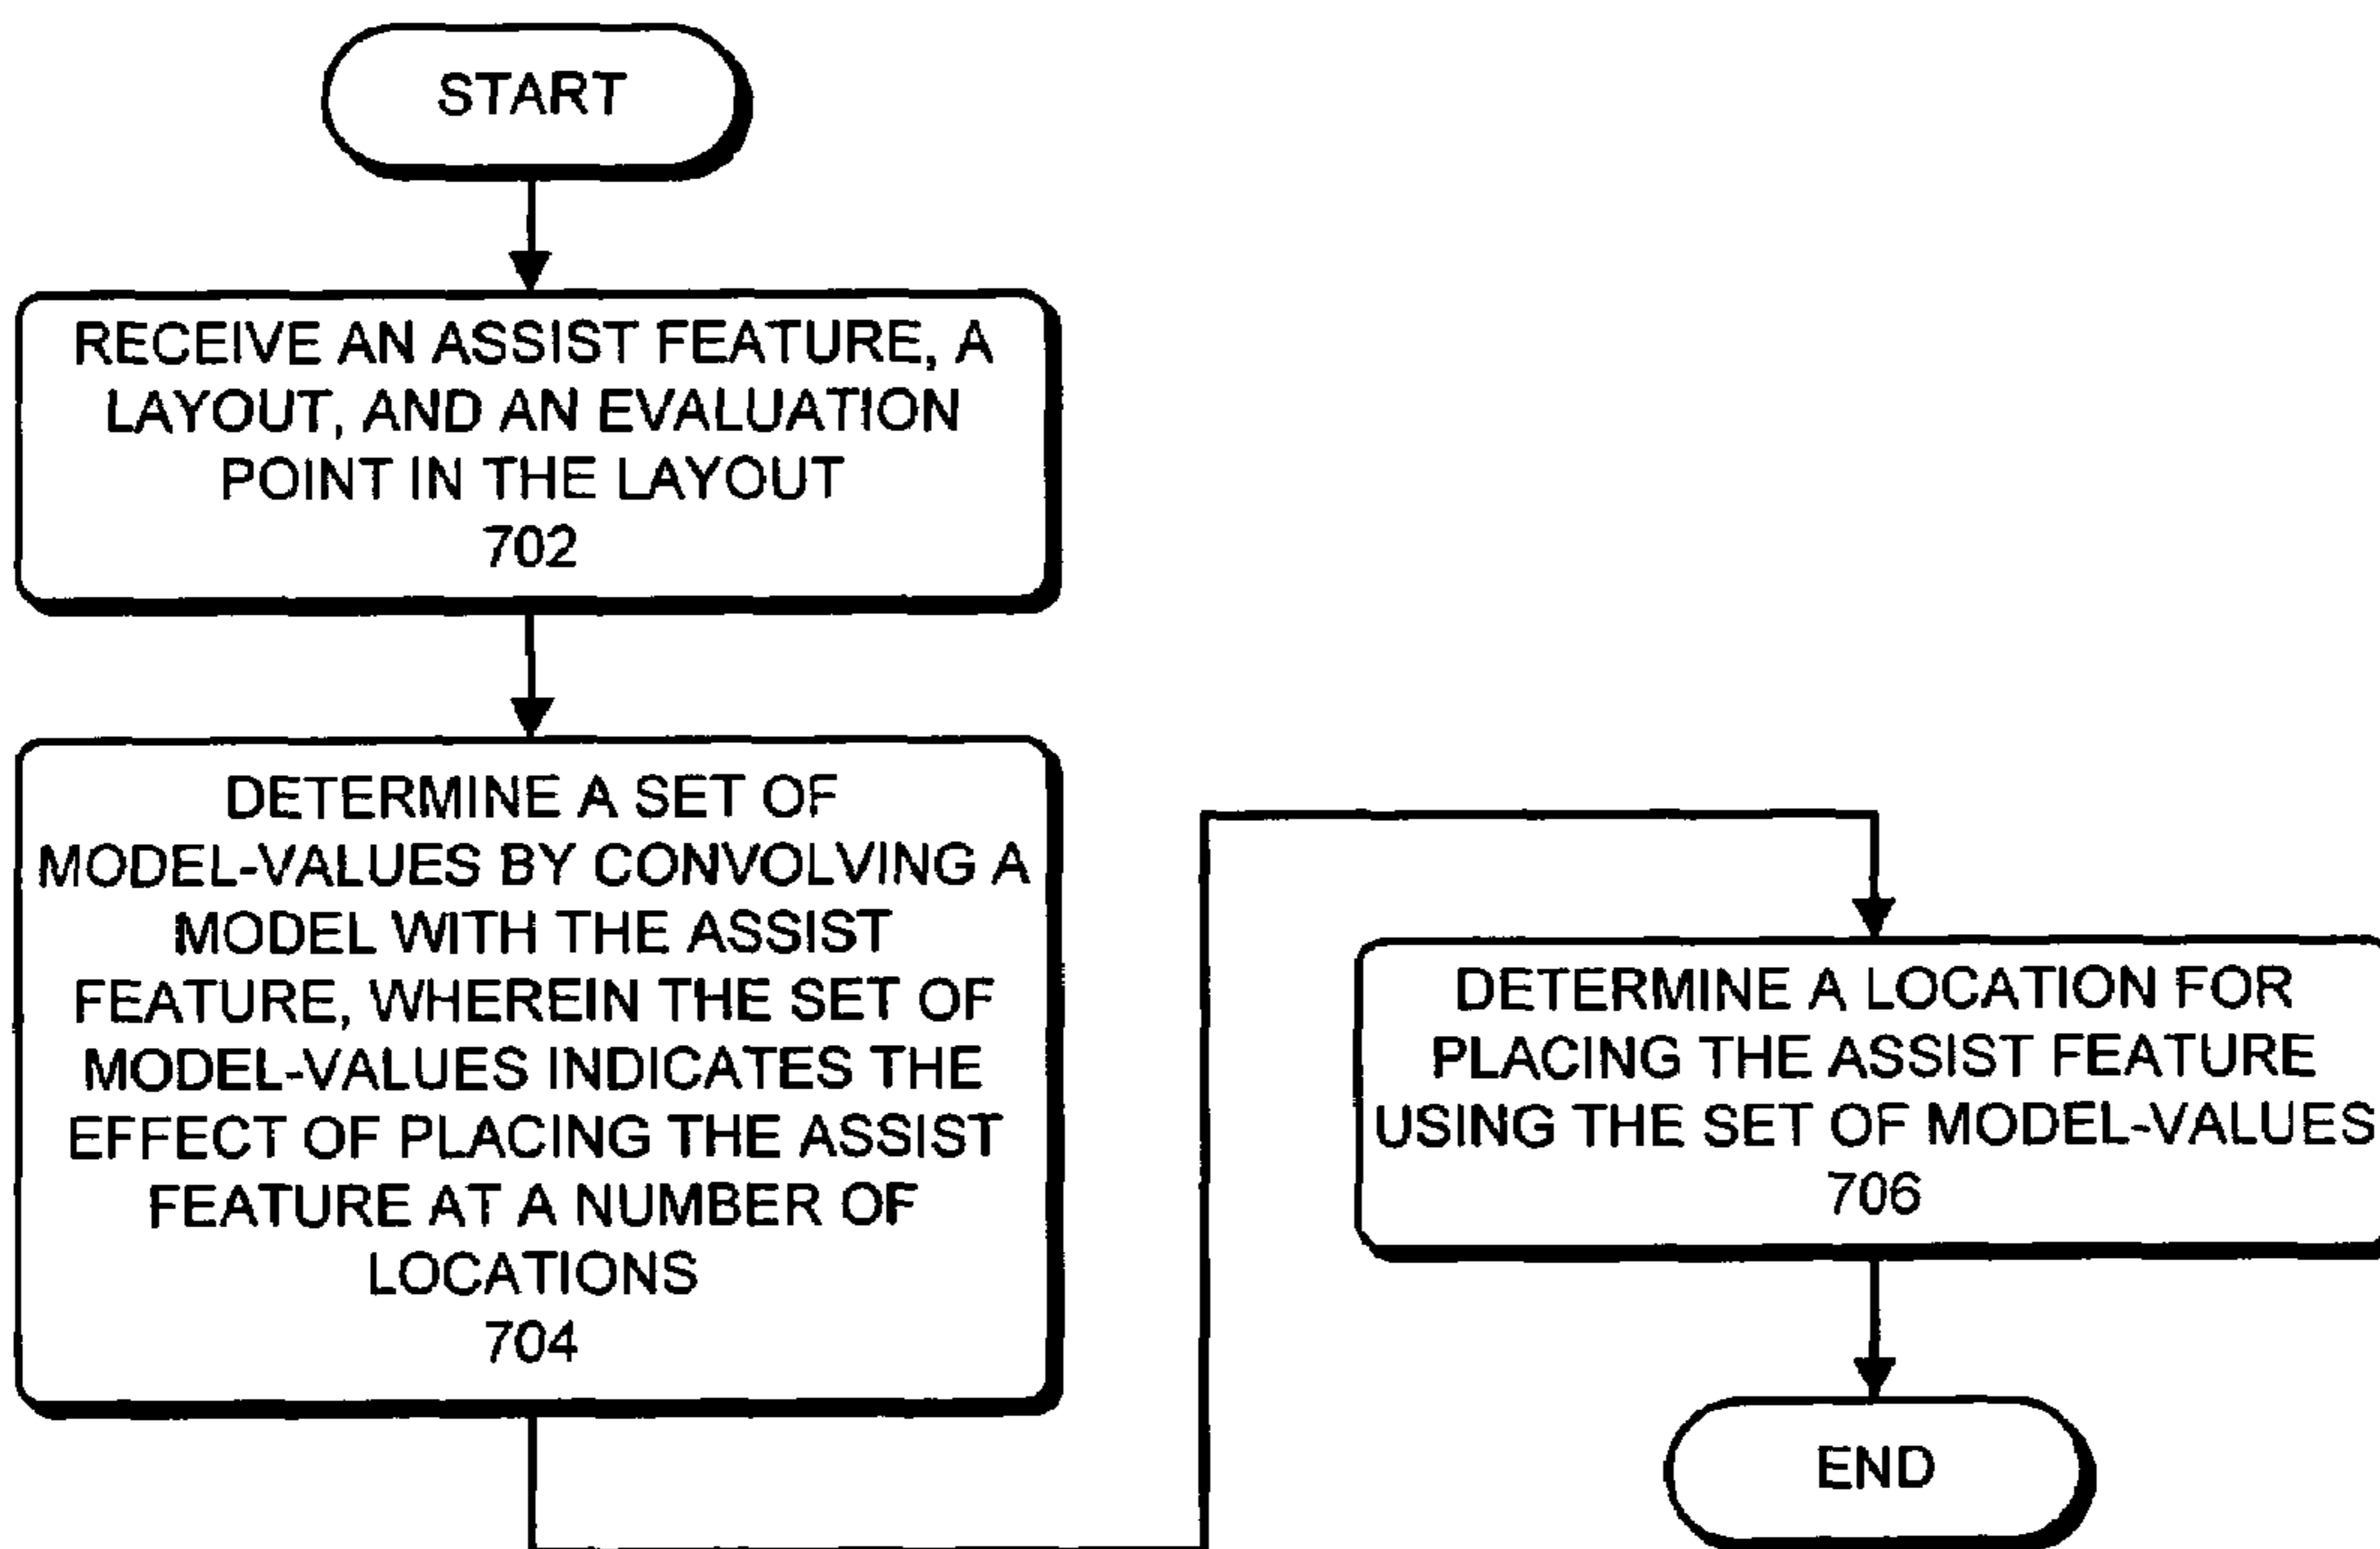 START
RECEIVE AN ASSIST FEATURE, A
LAYOUT, AND AN EVALUATION
POINT IN THE LAYOUT
702
DETERMINE A SET OF
MODEL-VALUES BY CONVOLVING A
MODEL WITH THE ASSIST
FEATURE, WHEREIN THE SET OF
MODEL-VALUES INDICATES THE
EFFECT OF PLACING THE ASSIST
FEATURE AT A NUMBER OF
LOCATIONS
704
DETERMINE A LOCATION FOR
PLACING THE ASSIST FEATURE
USING THE SET OF MODEL-VALUES
706
END